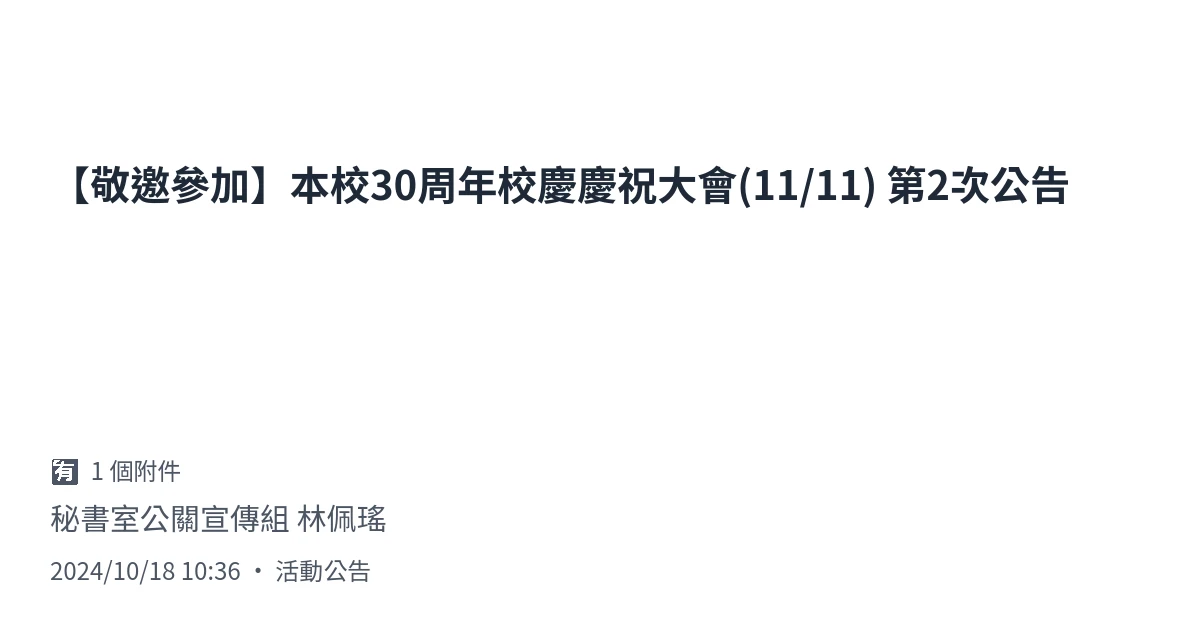 【敬邀參加】本校30周年校慶慶祝大會(11/11) 第2次公告
🈶 1 個附件
秘書室公關宣傳組 林佩瑤
2024/10/18 10:36 • 活動公告